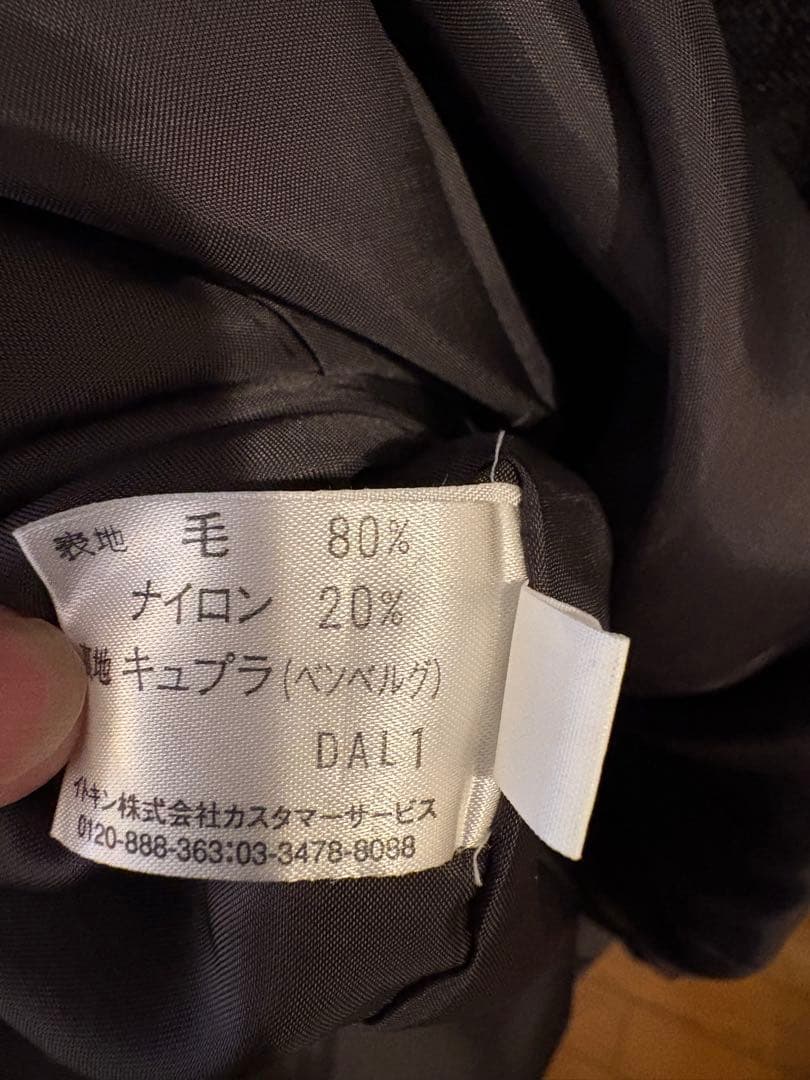 表地 毛 80%
ナイロン 20%
裏地 キュプラ(ベンベルグ)
DAL1
イトキン株式会社カスタマーサービス
0120-888-363:03-3478-8088